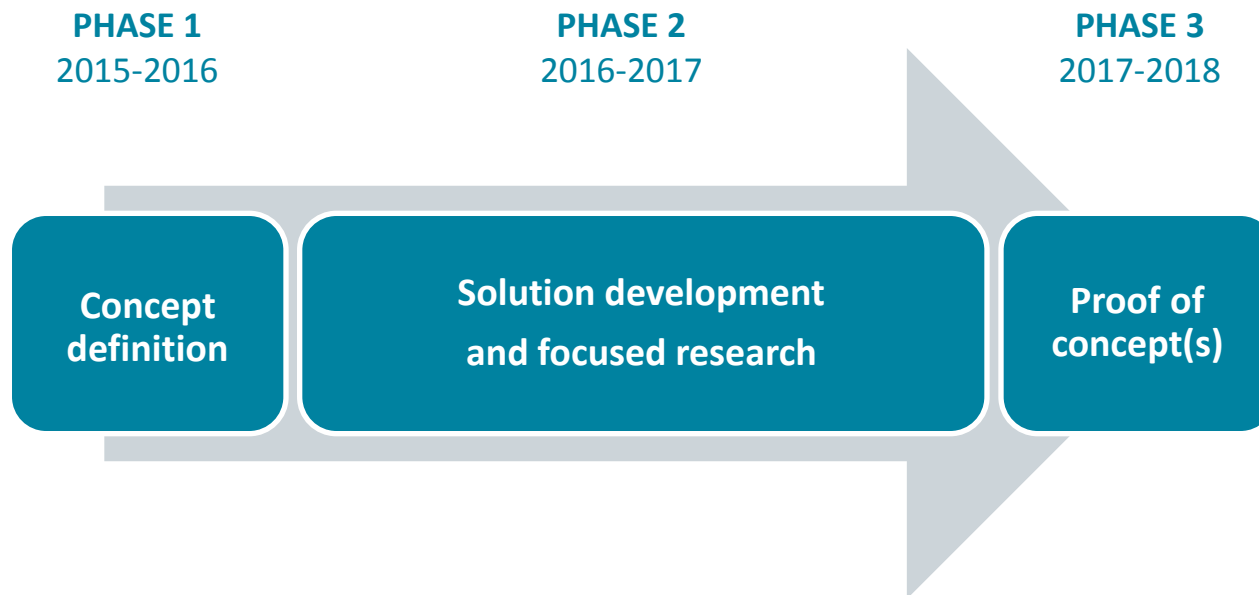 PHASE 1
2015-2016
PHASE 2
2016-2017
PHASE 3
2017-2018
Concept
definition
Solution development
and focused research
Proof of
concept(s)